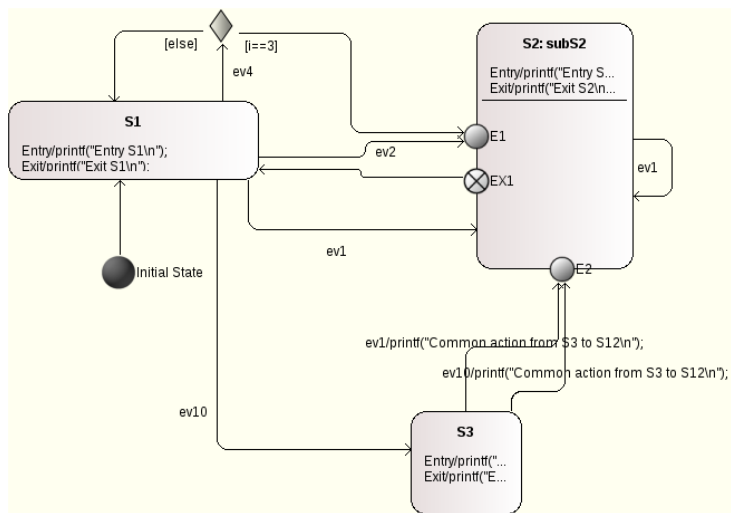 [else]
[i==3]
ev4
S2: subS2
Entry/printf("Entry S...
Exit/printf("Exit S2\n...
S1
Entry/printf("Entry S1\n");
Exit/printf("Exit S1\n");
E1
ev2
EX1
ev1
ev1
Initial State
E2
ev1/printf("Common action from S3 to S12\n");
ev10/printf("Common action from S3 to S12\n");
ev10
S3
Entry/printf("...
Exit/printf("E...